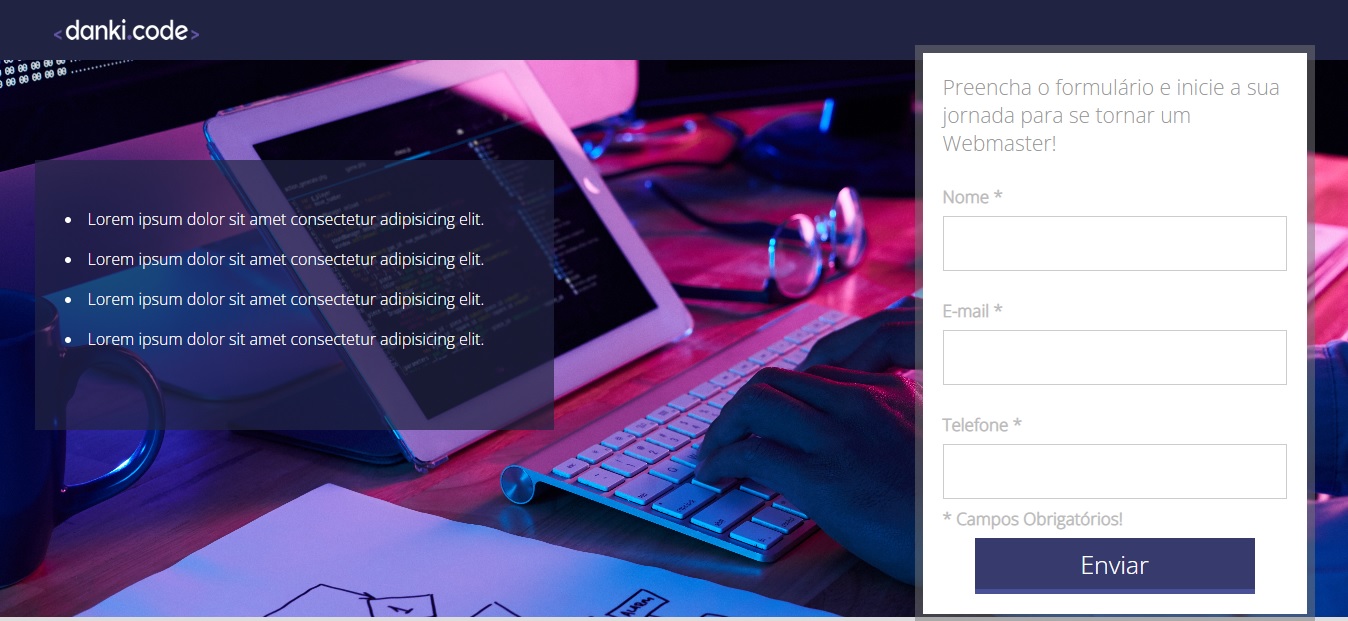 <danki.code>
Preencha o formulário e inicie a sua
jornada para se tornar um
Webmaster!
• Lorem ipsum dolor sit amet consectetur adipisicing elit.
• Lorem ipsum dolor sit amet consectetur adipisicing elit.
• Lorem ipsum dolor sit amet consectetur adipisicing elit.
• Lorem ipsum dolor sit amet consectetur adipisicing elit.
Nome *
E-mail *
Telefone *
* Campos Obrigatórios!
Enviar